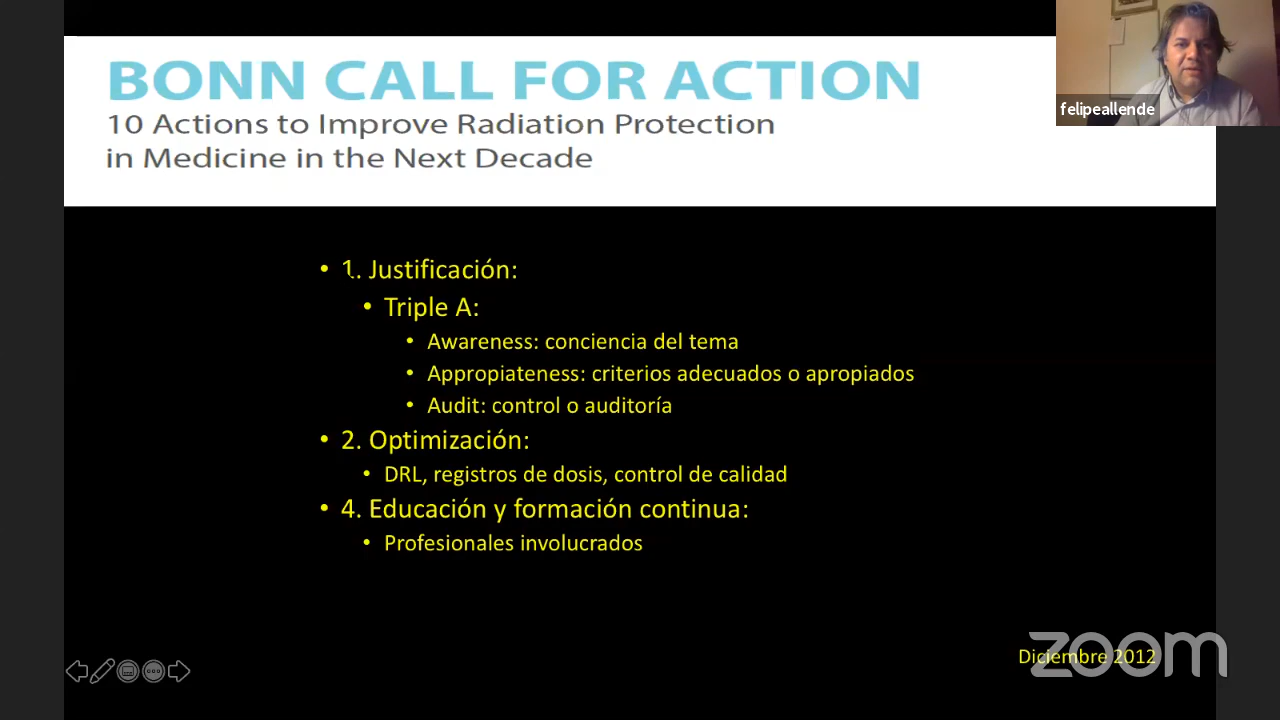 BONN CALL FOR ACTION
10 Actions to Improve Radiation Protection
in Medicine in the Next Decade
felipeallende
• 1. Justificación:
• Triple A:
• Awareness: conciencia del tema
• Appropiateness: criterios adecuados o apropiados
• Audit: control o auditoría
• 2. Optimización:
• DRL, registros de dosis, control de calidad
• 4. Educación y formación continua:
• Profesionales involucrados
Diciembre 2012
zoom